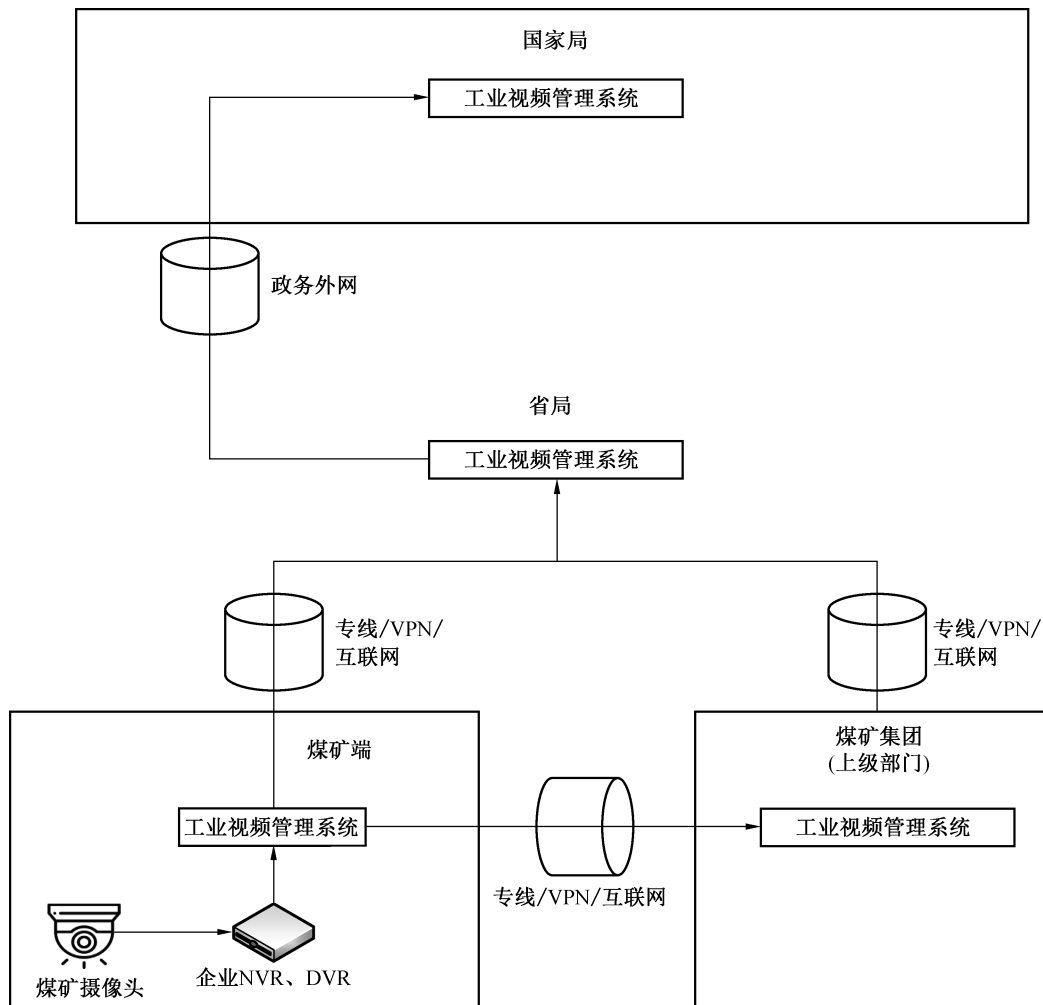 国家局
工业视频管理系统
政务外网
省局
工业视频管理系统
专线/VPN/
互联网
专线/VPN/
互联网
煤矿端
煤矿集团
(上级部门)
工业视频管理系统
工业视频管理系统
专线/VPN/互联网
煤矿摄像头
企业NVR、DVR